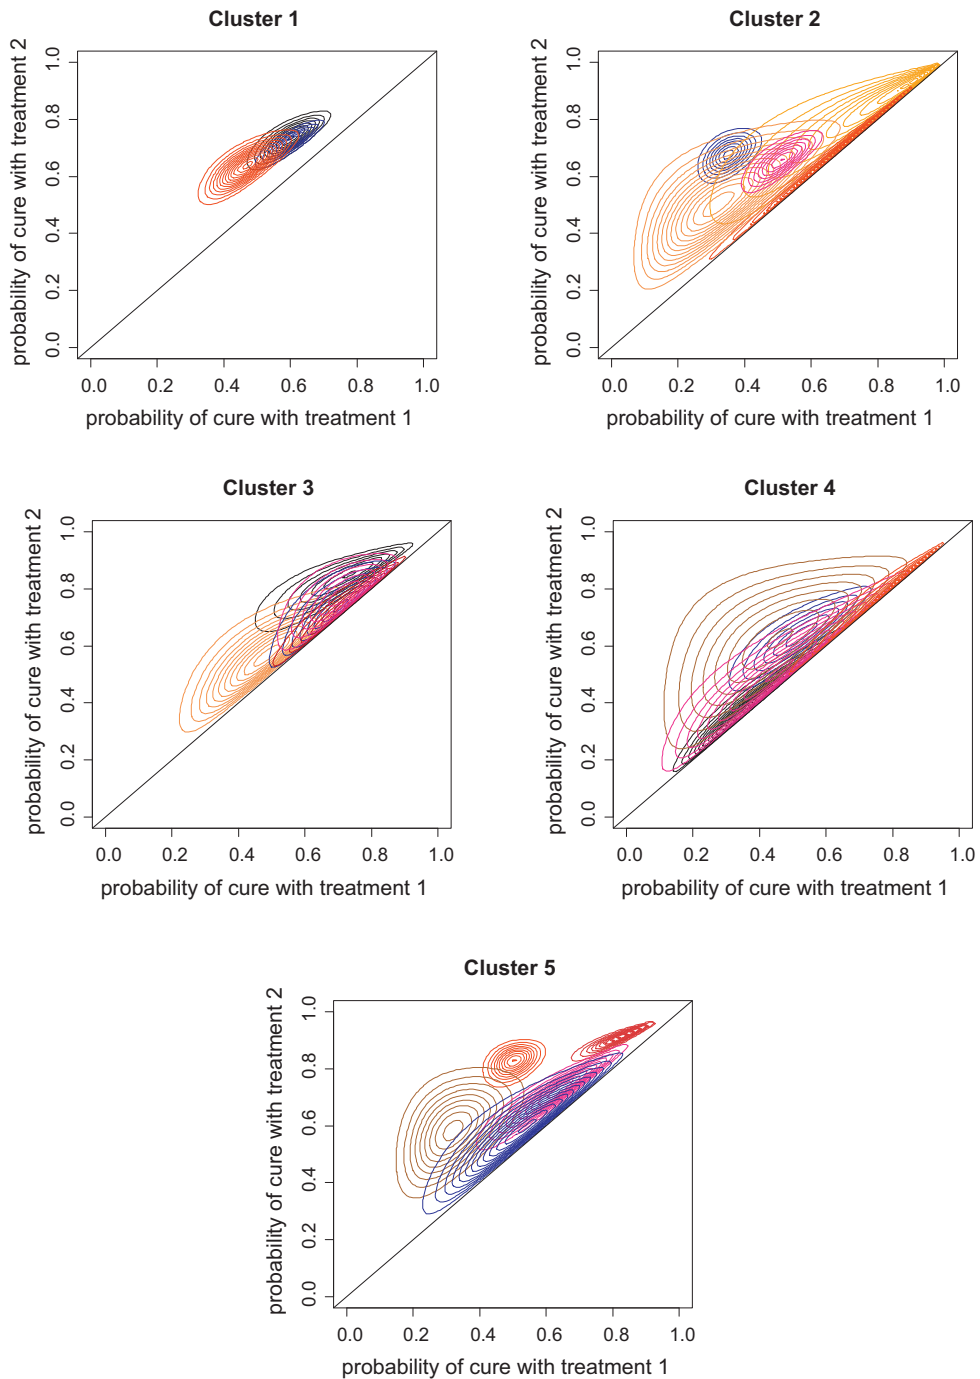 Cluster 1
probability of cure with treatment 2
1.0
0.8
0.6
0.4
0.2
0.0
0.0 0.2 0.4 0.6 0.8 1.0
probability of cure with treatment 1
Cluster 2
probability of cure with treatment 2
1.0
0.8
0.6
0.4
0.2
0.0
0.0 0.2 0.4 0.6 0.8 1.0
probability of cure with treatment 1
Cluster 3
probability of cure with treatment 2
1.0
0.8
0.6
0.4
0.2
0.0
0.0 0.2 0.4 0.6 0.8 1.0
probability of cure with treatment 1
Cluster 4
probability of cure with treatment 2
1.0
0.8
0.6
0.4
0.2
0.0
0.0 0.2 0.4 0.6 0.8 1.0
probability of cure with treatment 1
Cluster 5
probability of cure with treatment 2
1.0
0.8
0.6
0.4
0.2
0.0
0.0 0.2 0.4 0.6 0.8 1.0
probability of cure with treatment 1